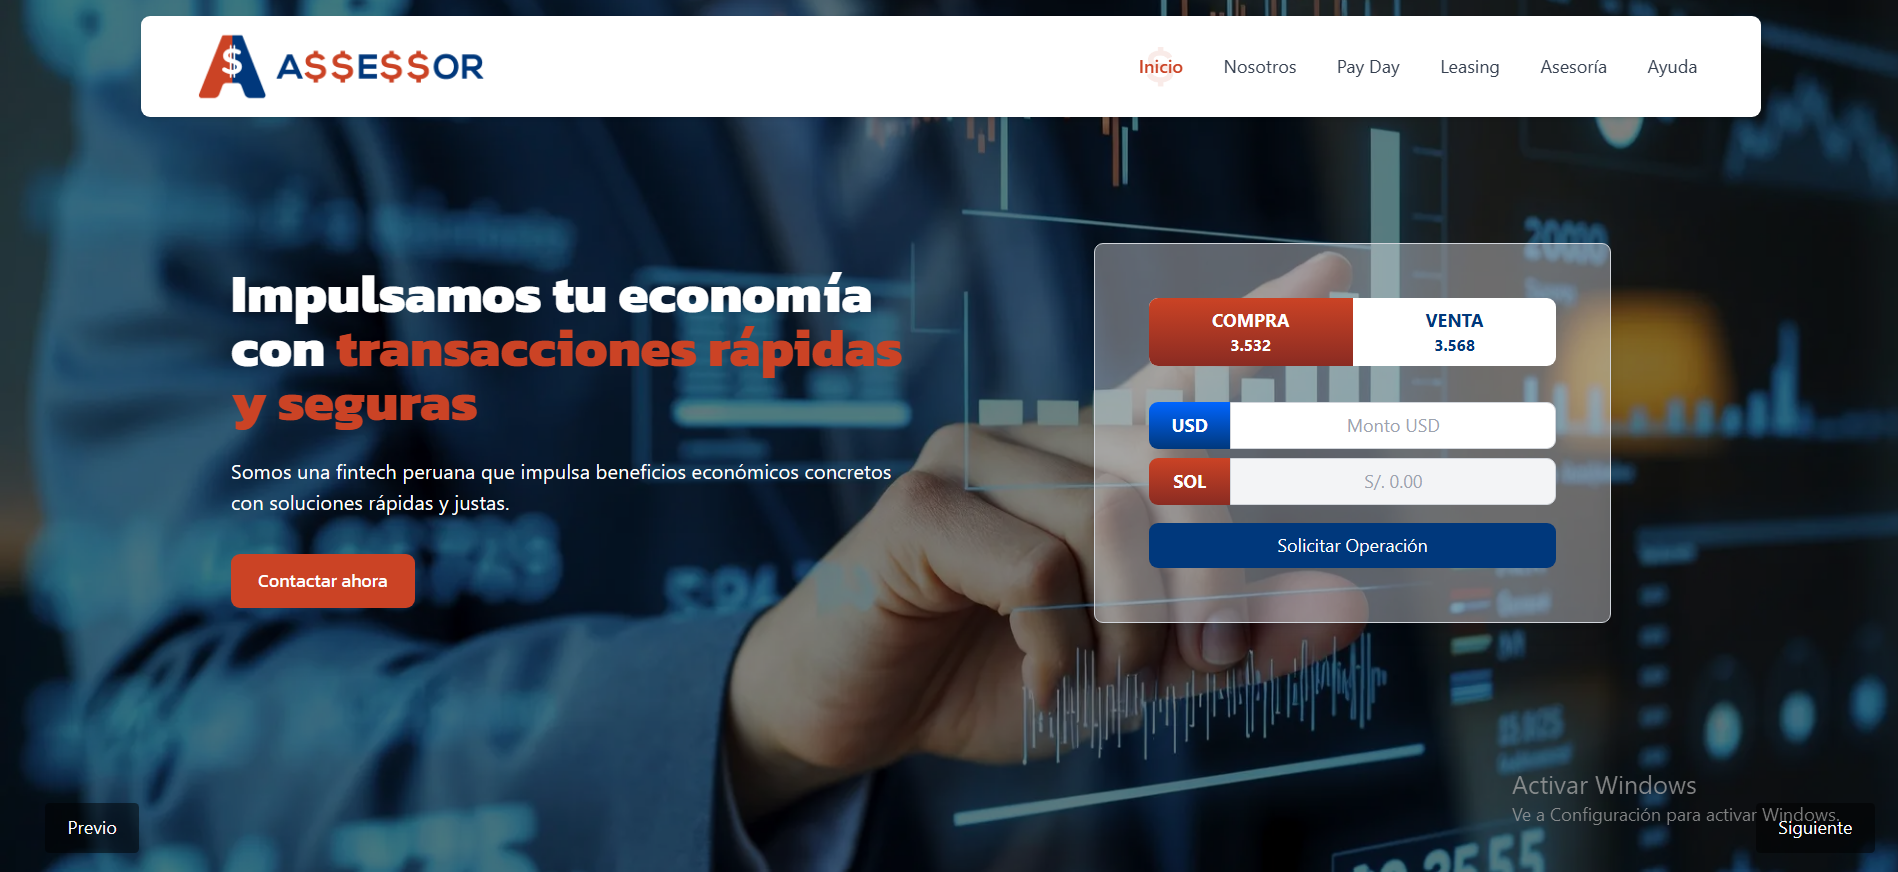 A$$E$$OR
Inicio
Nosotros
Pay Day
Leasing
Asesoría
Ayuda
Impulsamos tu economía
con transacciones rápidas
y seguras
Somos una fintech peruana que impulsa beneficios económicos concretos
con soluciones rápidas y justas.
Contactar ahora
COMPRA
3.532
VENTA
3.568
USD
Monto USD
SOL
S/. 0.00
Solicitar Operación
Activar Windows
Ve a Configuración para activar Windows.
Previo
Siguiente